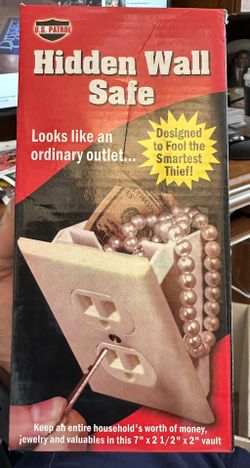 U.S. PATROL
Hidden Wall
Safe
Looks like an
ordinary outlet...
Designed
to Fool the
Smartest
Thief!
Keep an entire household's worth of money,
jewelry and valuables in this 7" x 2 1/2" x 2" vault